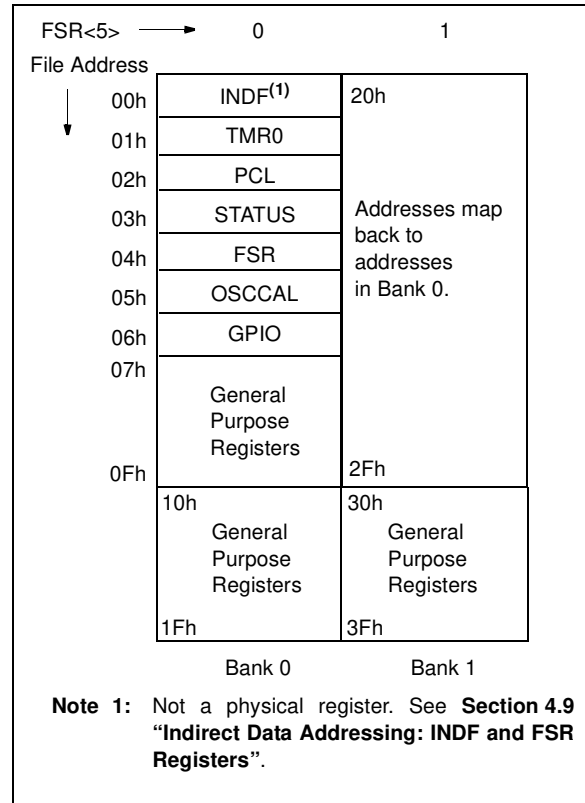 FSR<5> 0 1
File Address
00h INDF(1) 20h
01h TMR0
02h PCL
03h STATUS Addresses map
back to
04h FSR addresses
in Bank 0.
05h OSCCAL
06h GPIO
07h
General
Purpose
Registers
0Fh 2Fh
10h 30h
General General
Purpose Purpose
Registers Registers
1Fh 3Fh
Bank 0 Bank 1
Note 1: Not a physical register. See Section 4.9
“Indirect Data Addressing: INDF and FSR
Registers”.